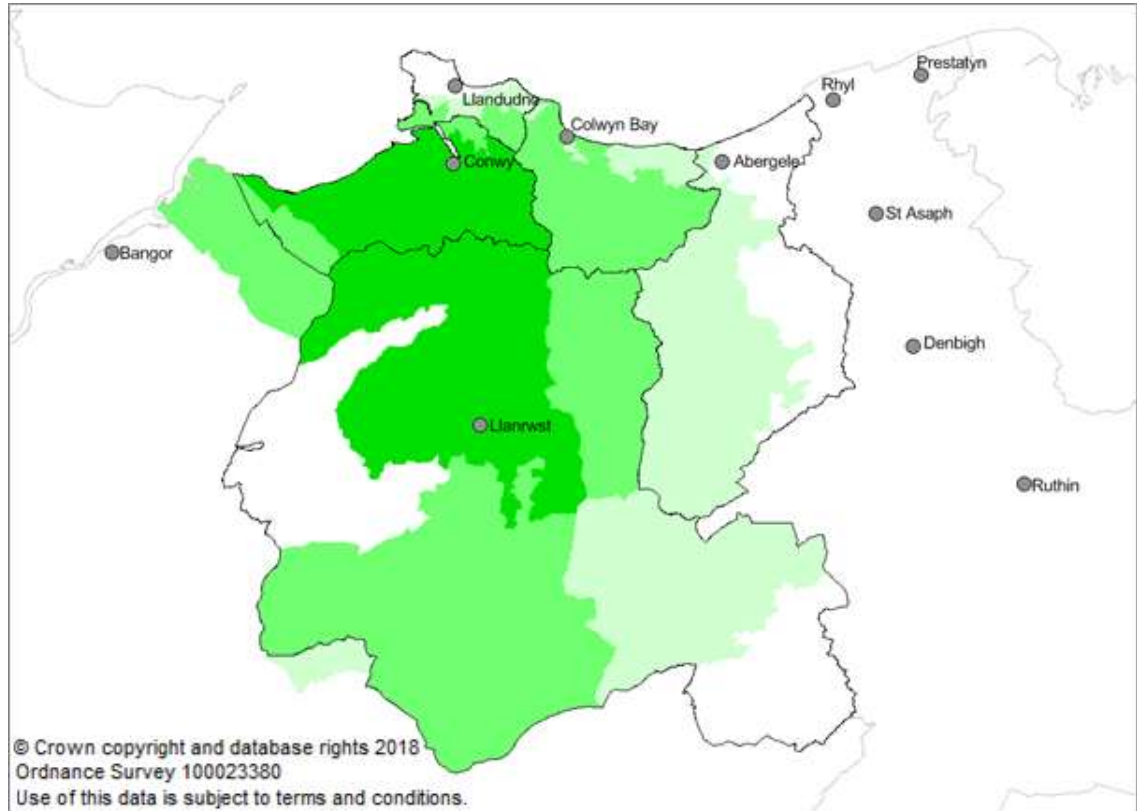 Prestatyn
Rhyl
Llandudno
Colwyn Bay
Conwy
Abergele
St Asaph
Bangor
Denbigh
Llanrwst
Ruthin
© Crown copyright and database rights 2018
Ordnance Survey 100023380
Use of this data is subject to terms and conditions.